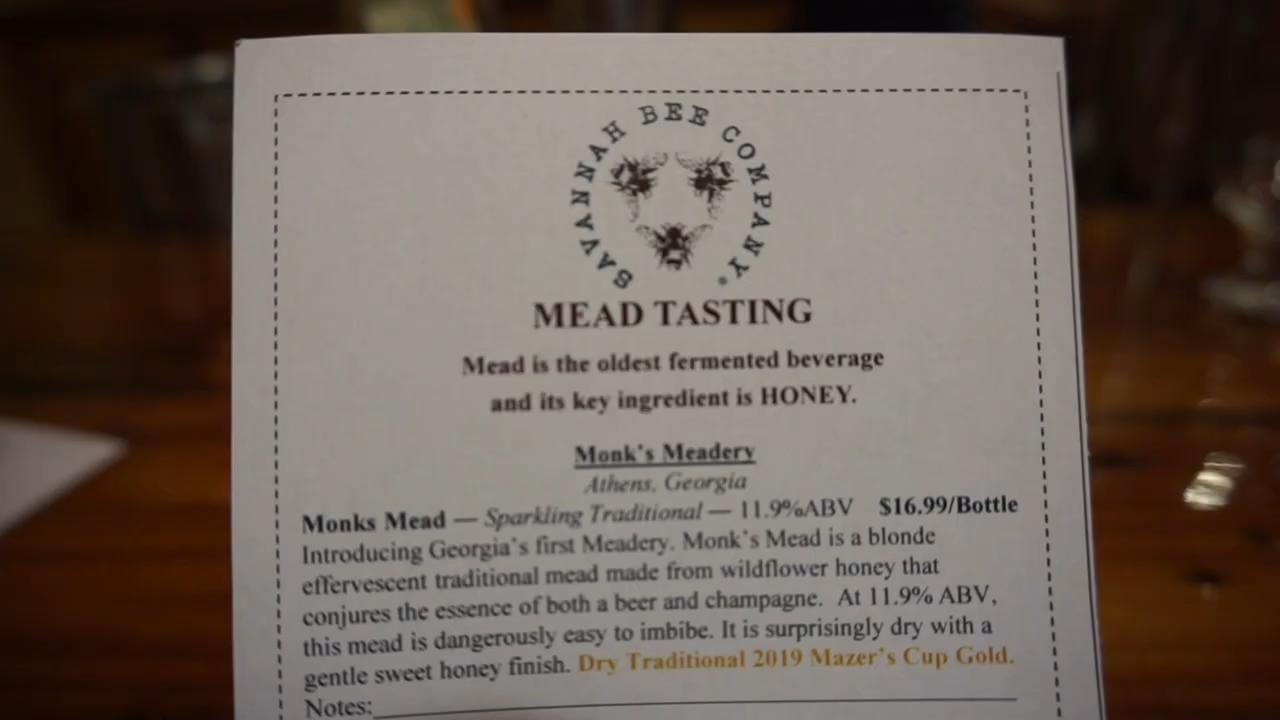 SAVANNAH BEE COMPANY®
MEAD TASTING
Mead is the oldest fermented beverage
and its key ingredient is HONEY.
Monk's Meadery
Athens, Georgia
Monks Mead — Sparkling Traditional — 11.9%ABV $16.99/Bottle
Introducing Georgia's first Meadery. Monk's Mead is a blonde
effervescent traditional mead made from wildflower honey that
conjures the essence of both a beer and champagne. At 11.9% ABV,
this mead is dangerously easy to imbibe. It is surprisingly dry with a
gentle sweet honey finish. Dry Traditional 2019 Mazer's Cup Gold.
Notes: